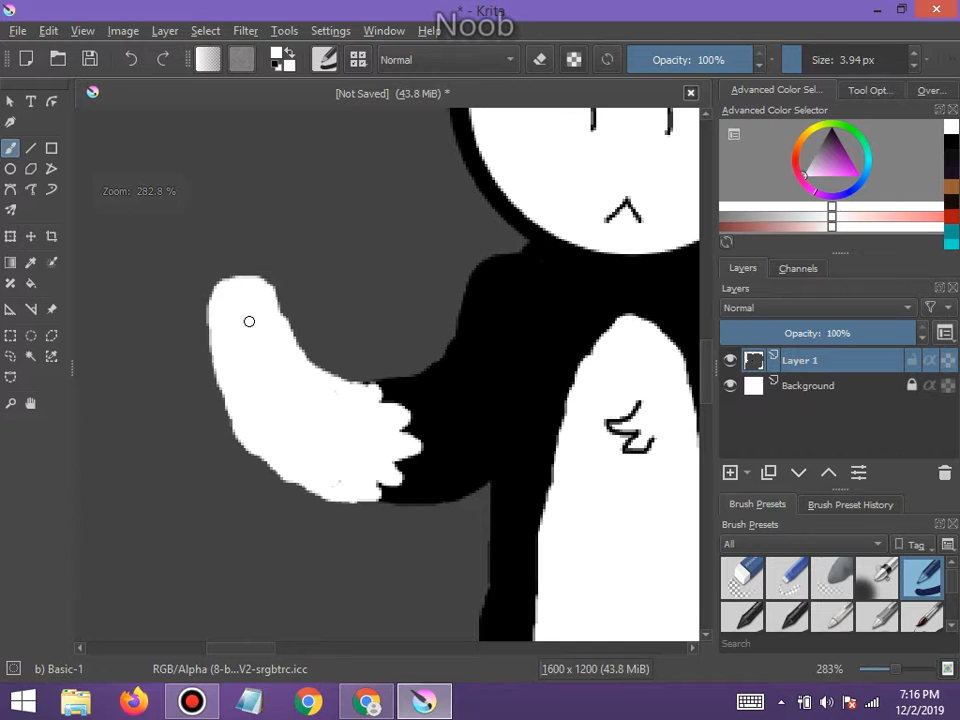 * - Krita
Noob
File Edit View Image Layer Select Filter Tools Settings Window Help
Normal
Opacity: 100%
Size: 3.94 px
[Not Saved] (43.8 MiB) *
Advanced Color Sel...
Tool Opt...
Over...
Advanced Color Selector
Zoom: 282.8 %
Layers
Channels
Layers
Normal
Opacity: 100%
Layer 1
Background
Brush Presets
Brush Preset History
Brush Presets
All
Tag
Search
b) Basic-1
RGB/Alpha (8-b...V2-srgbtrc.icc
1600 x 1200 (43.8 MiB)
283%
7:16 PM
12/2/2019